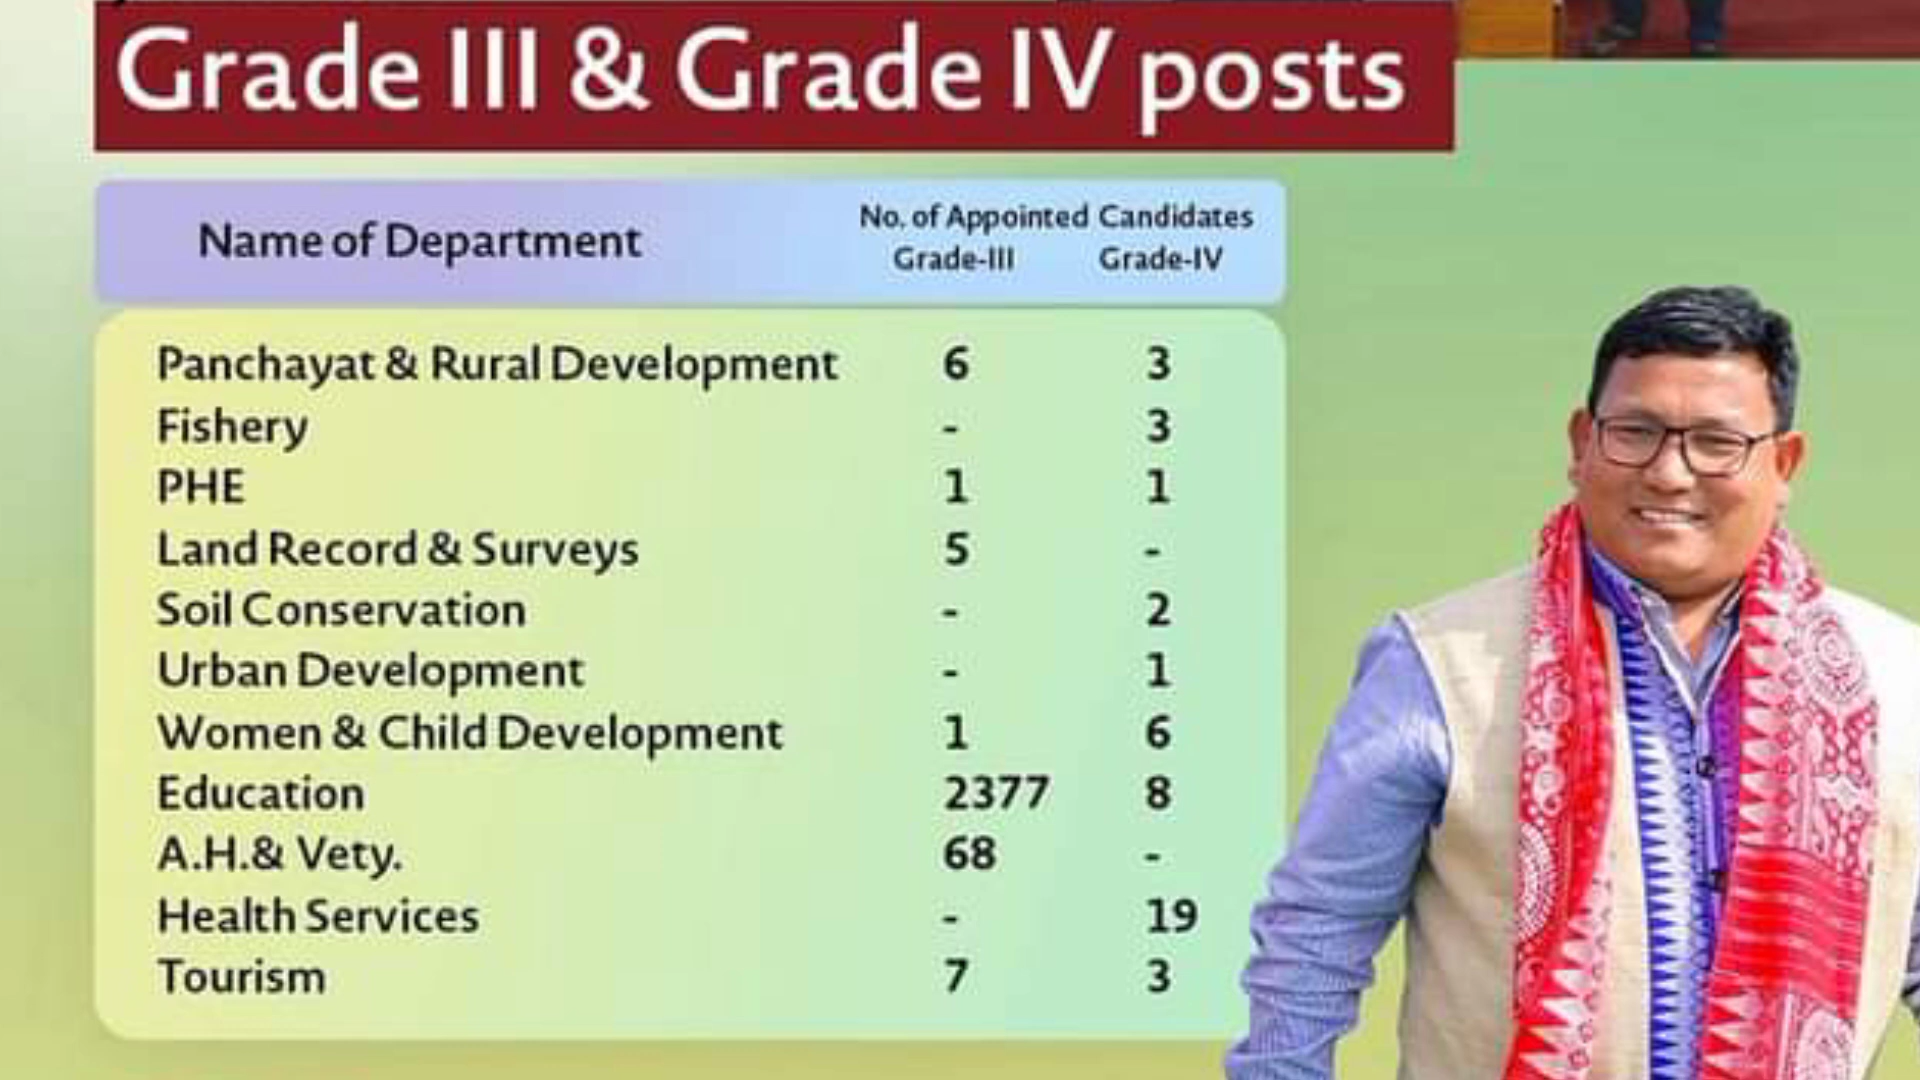 Grade III & Grade IV posts
Name of Department
No. of Appointed Candidates
Grade-III Grade-IV
Panchayat & Rural Development 6 3
Fishery - 3
PHE 1 1
Land Record & Surveys 5 -
Soil Conservation - 2
Urban Development - 1
Women & Child Development 1 6
Education 2377 8
A.H.& Vety. 68 -
Health Services - 19
Tourism 7 3